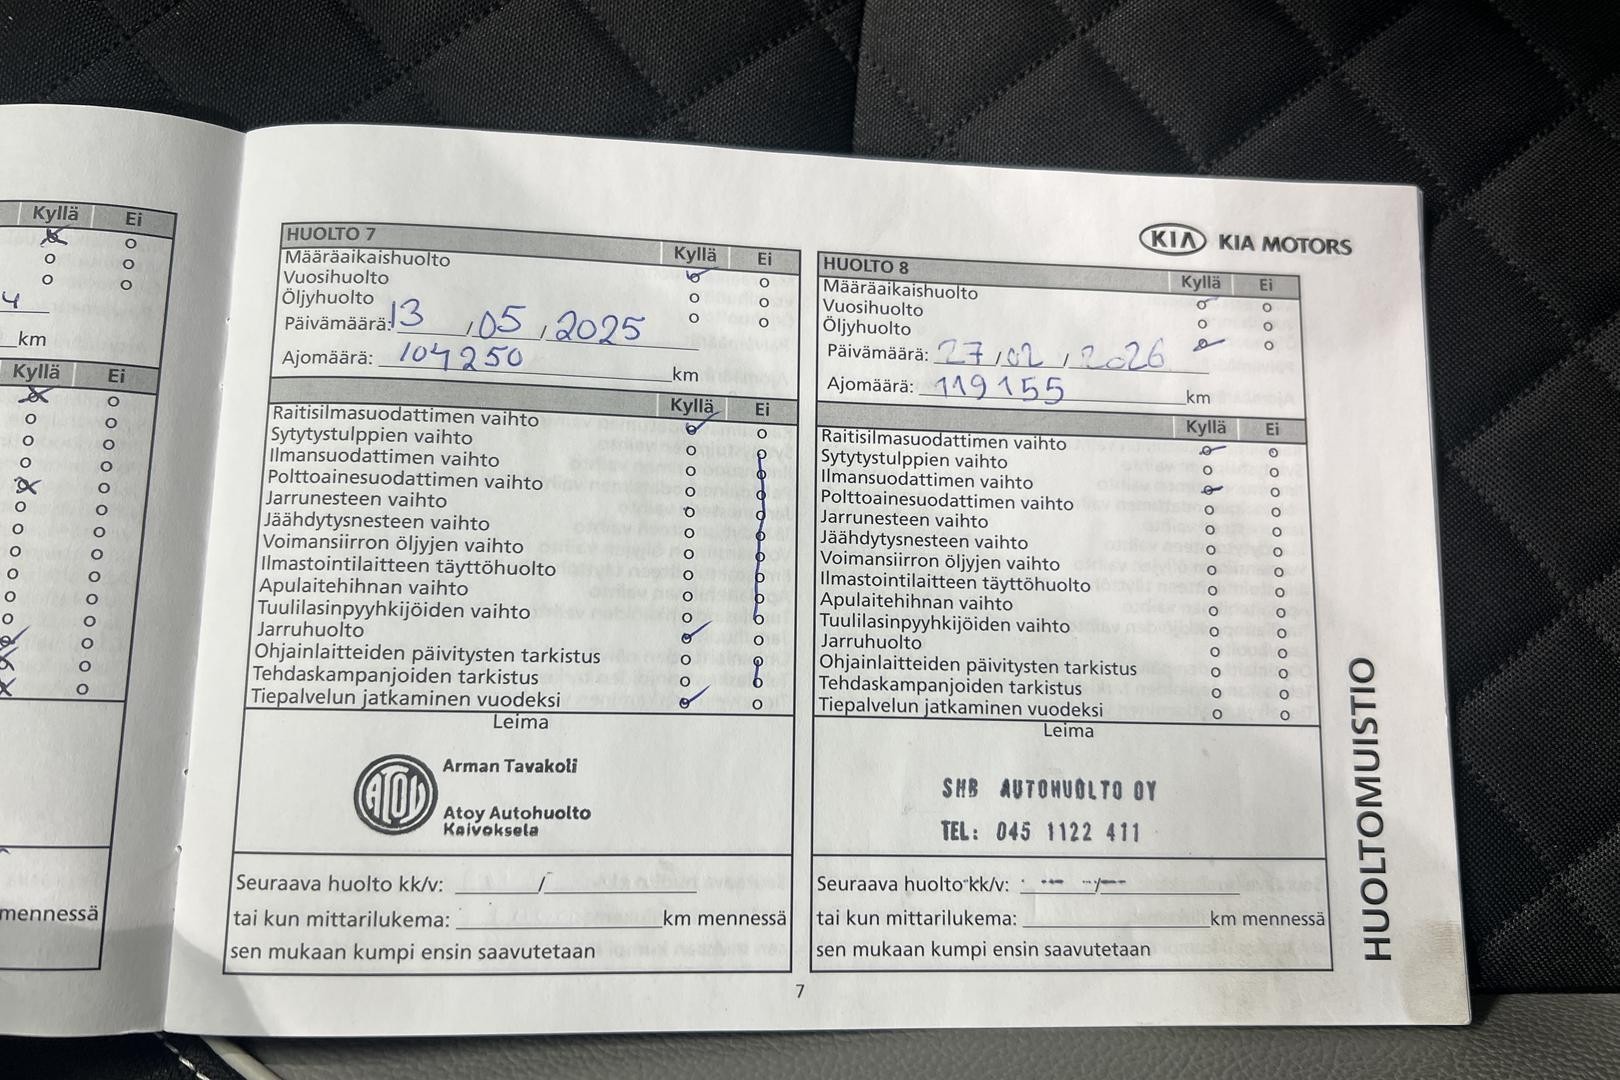 Kyllä Ei
4
km
Kyllä Ei
mennessä
HUOLTO 7
Kyllä Ei
Määräaikaishuolto
Vuosihuolto
Öljyhuolto
Päivämäärä: 13 / 05 / 2025
Ajomäärä: 104250 km
Kyllä Ei
Raitisilmasuodattimen vaihto
Sytytystulppien vaihto
Ilmansuodattimen vaihto
Polttoainesuodattimen vaihto
Jarrunesteen vaihto
Jäähdytysnesteen vaihto
Voimansiirron öljyjen vaihto
Ilmastointilaitteen täyttöhuolto
Apulaitehihnan vaihto
Tuulilasinpyyhkijöiden vaihto
Jarruhuolto
Ohjainlaitteiden päivitysten tarkistus
Tehdaskampanjoiden tarkistus
Tiepalvelun jatkaminen vuodeksi
Leima
ATOY
Arman Tavakoli
Atoy Autohuolto
Kaivoksela
Seuraava huolto kk/v: /
tai kun mittarilukema: km mennessä
sen mukaan kumpi ensin saavutetaan
KIA KIA MOTORS
HUOLTO 8
Kyllä Ei
Määräaikaishuolto
Vuosihuolto
Öljyhuolto
Päivämäärä: 27 / 02 / 2026
Ajomäärä: 119155 km
Kyllä Ei
Raitisilmasuodattimen vaihto
Sytytystulppien vaihto
Ilmansuodattimen vaihto
Polttoainesuodattimen vaihto
Jarrunesteen vaihto
Jäähdytysnesteen vaihto
Voimansiirron öljyjen vaihto
Ilmastointilaitteen täyttöhuolto
Apulaitehihnan vaihto
Tuulilasinpyyhkijöiden vaihto
Jarruhuolto
Ohjainlaitteiden päivitysten tarkistus
Tehdaskampanjoiden tarkistus
Tiepalvelun jatkaminen vuodeksi
Leima
SMB AUTOHUOLTO OY
TEL: 045 1122 411
Seuraava huolto kk/v: --- --/---
tai kun mittarilukema: km mennessä
sen mukaan kumpi ensin saavutetaan
HUOLTOMUISTIO
7